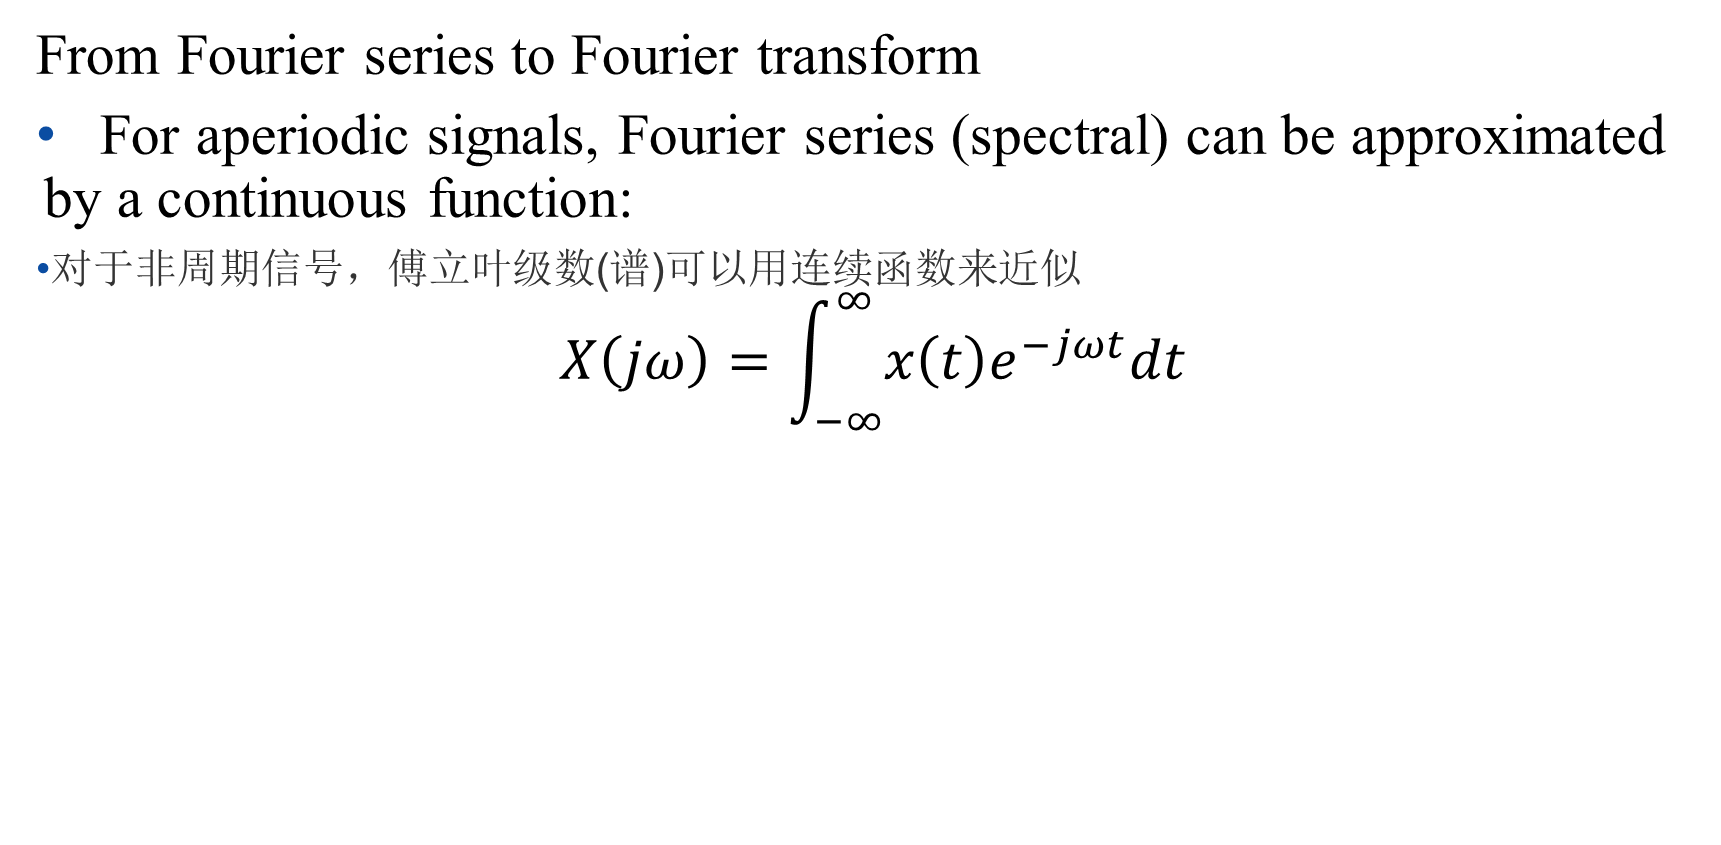 From Fourier series to Fourier transform
• For aperiodic signals, Fourier series (spectral) can be approximated
by a continuous function:
•对于非周期信号，傅立叶级数(谱)可以用连续函数来近似
X(jω) = ∫_{-∞}^{∞} x(t)e^{-jωt} dt